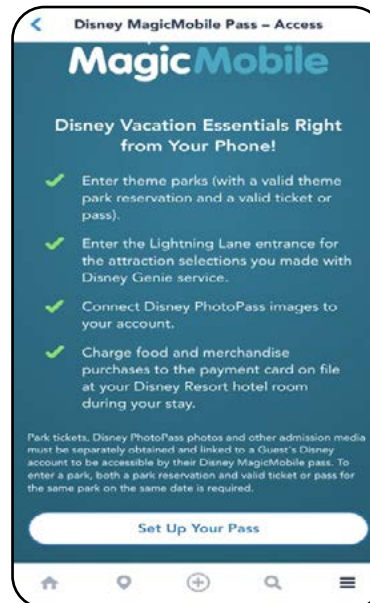 Disney MagicMobile Pass – Access
MagicMobile
Disney Vacation Essentials Right
from Your Phone!
Enter theme parks (with a valid theme
park reservation and a valid ticket or
pass).
Enter the Lightning Lane entrance for
the attraction selections you made with
Disney Genie service.
Connect Disney PhotoPass images to
your account.
Charge food and merchandise
purchases to the payment card on file
at your Disney Resort hotel room
during your stay.
Park tickets, Disney PhotoPass photos and other admission media
must be separately obtained and linked to a Guest's Disney
account to be accessible by their Disney MagicMobile pass. To
enter a park, both a park reservation and valid ticket or pass for
the same park on the same date is required.
Set Up Your Pass